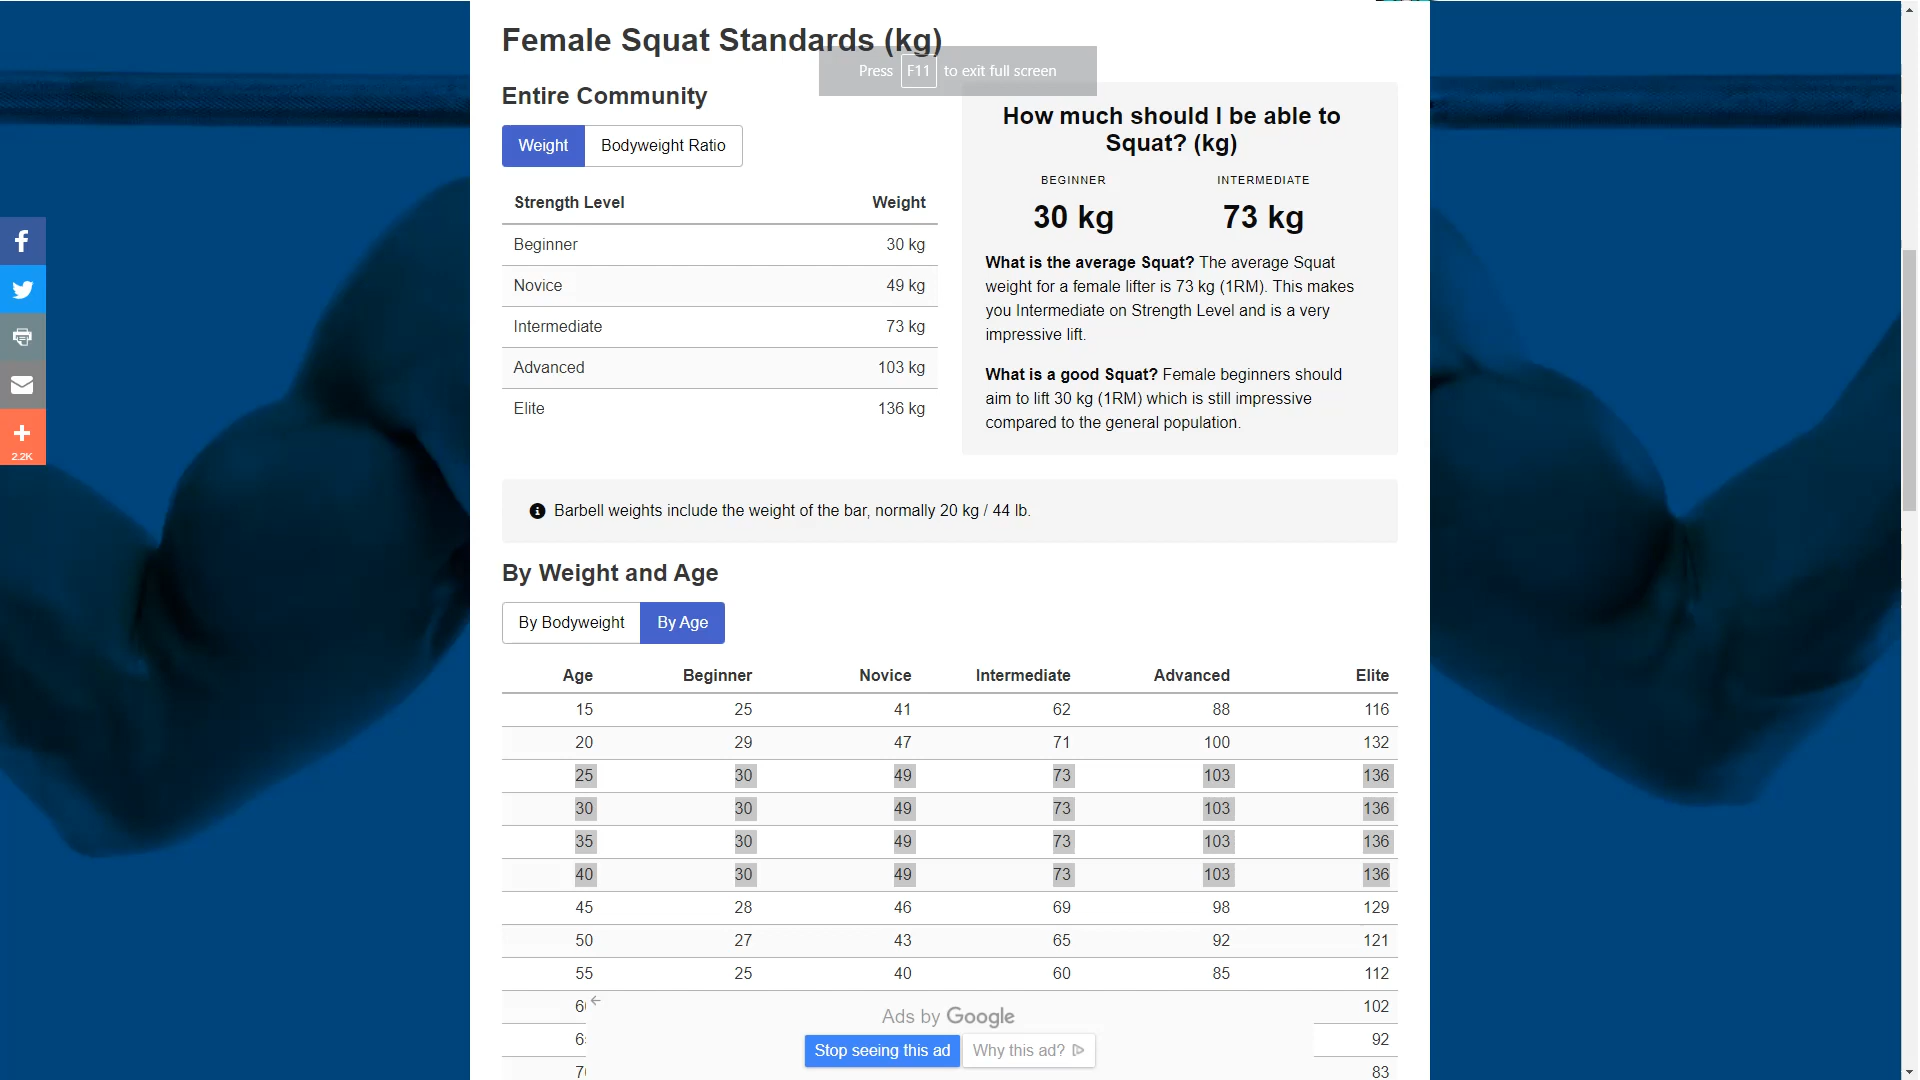 Female Squat Standards (kg)
Press F11 to exit full screen
Entire Community
Weight Bodyweight Ratio
Strength Level Weight
Beginner 30 kg
Novice 49 kg
Intermediate 73 kg
Advanced 103 kg
Elite 136 kg
How much should I be able to
Squat? (kg)
BEGINNER INTERMEDIATE
30 kg 73 kg
What is the average Squat? The average Squat
weight for a female lifter is 73 kg (1RM). This makes
you Intermediate on Strength Level and is a very
impressive lift.
What is a good Squat? Female beginners should
aim to lift 30 kg (1RM) which is still impressive
compared to the general population.
2.2K
Barbell weights include the weight of the bar, normally 20 kg / 44 lb.
By Weight and Age
By Bodyweight By Age
Age Beginner Novice Intermediate Advanced Elite
15 25 41 62 88 116
20 29 47 71 100 132
25 30 49 73 103 136
30 30 49 73 103 136
35 30 49 73 103 136
40 30 49 73 103 136
45 28 46 69 98 129
50 27 43 65 92 121
55 25 40 60 85 112
102
92
83
Ads by Google
Stop seeing this ad Why this ad?